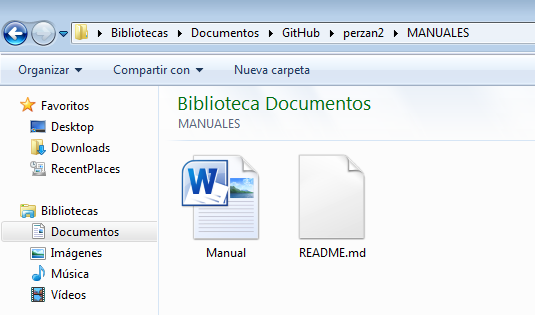 Bibliotecas Documentos GitHub perzan2 MANUALES
Organizar Compartir con Nueva carpeta
Favoritos
Desktop
Downloads
RecentPlaces
Bibliotecas
Documentos
Imágenes
Música
Vídeos
Biblioteca Documentos
MANUALES
W
Manual
README.md